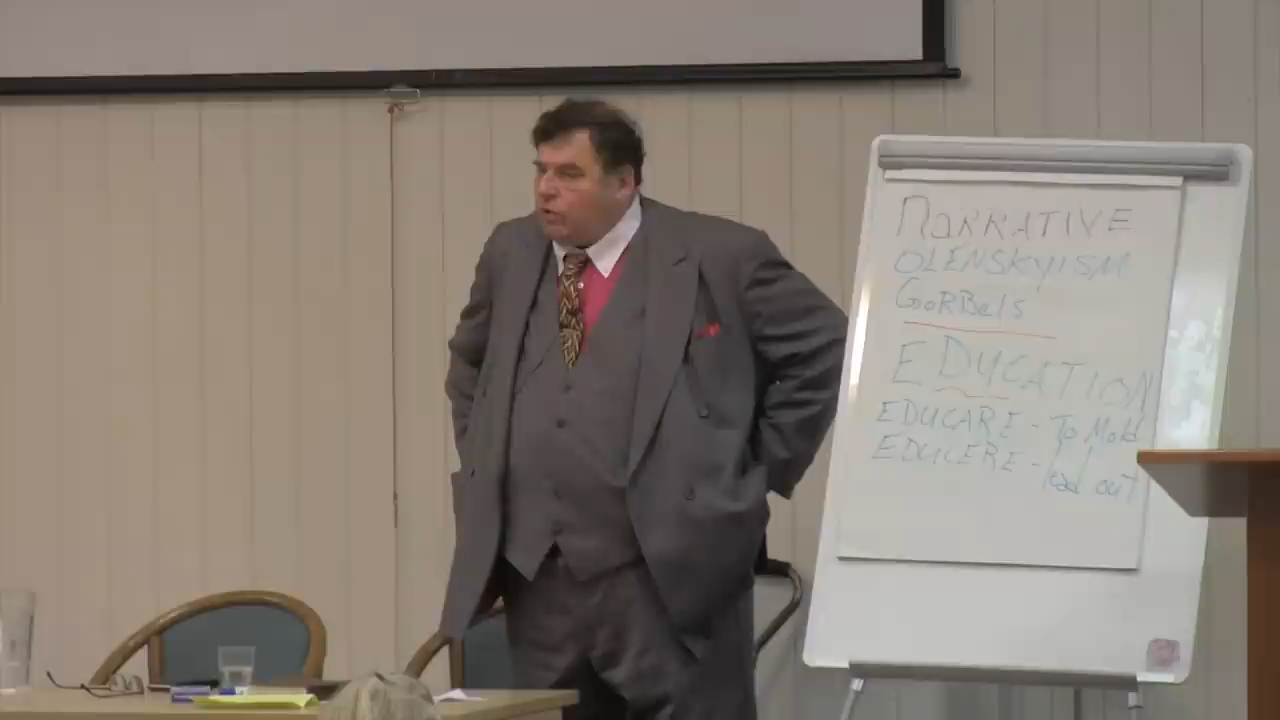 NARRATIVE
OLENSKYISM
GoRBels
EDUCATION
EDUCARE - To Mold
EDUCERE - lead out